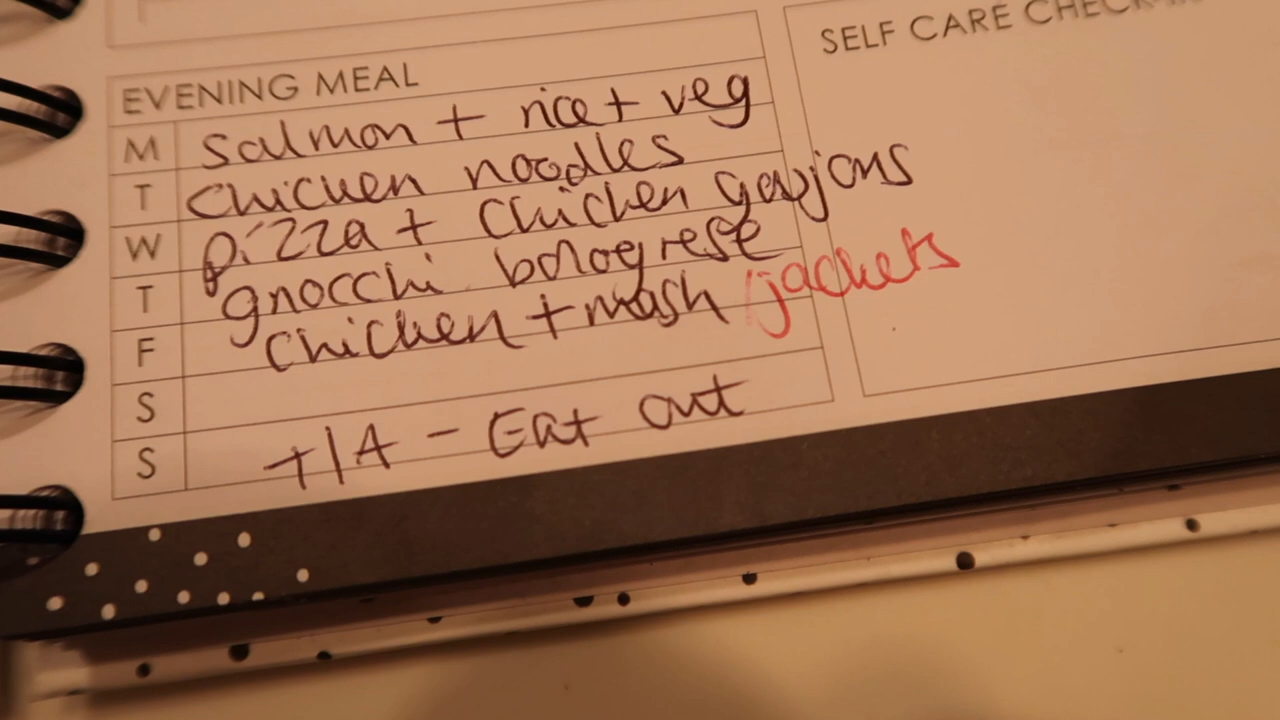 EVENING MEAL
M salmon + rice + veg
T chicken noodles
W pizza + chicken goujons
T gnocchi bolognese
F chicken + mash / jackets
S
S T/A - Eat out
SELF CARE CHECK